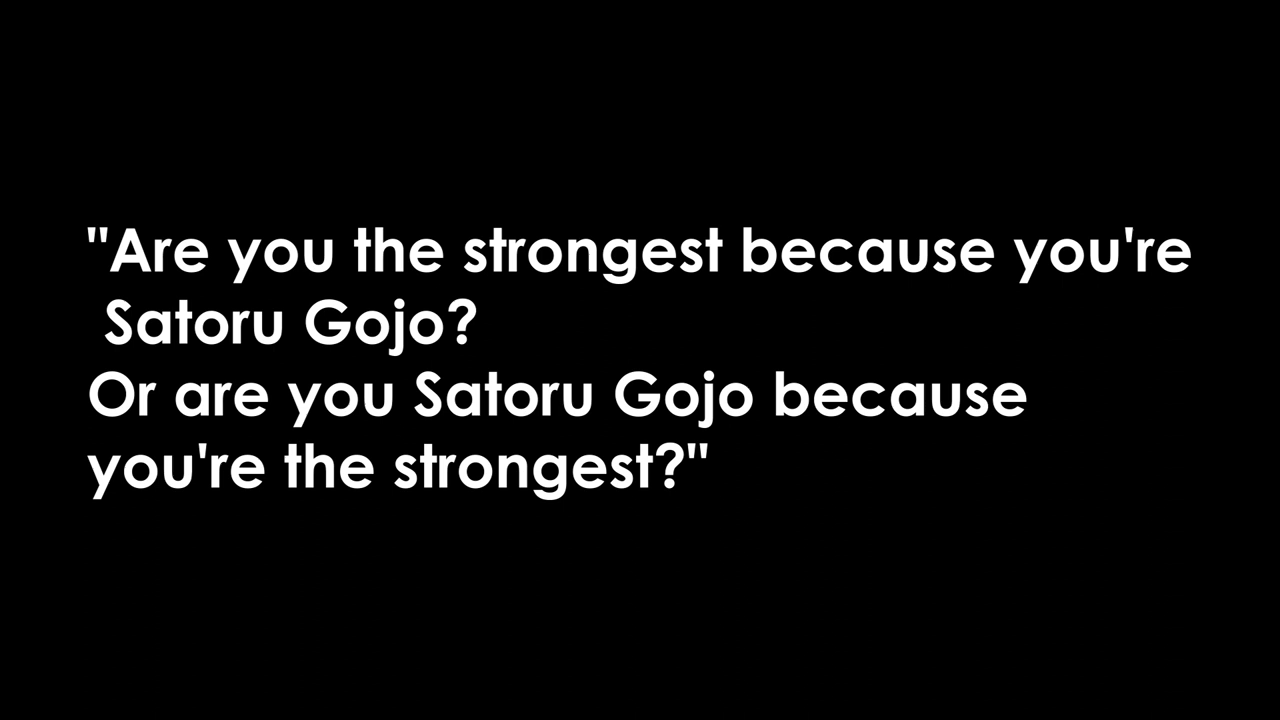 "Are you the strongest because you're
Satoru Gojo?
Or are you Satoru Gojo because
you're the strongest?"